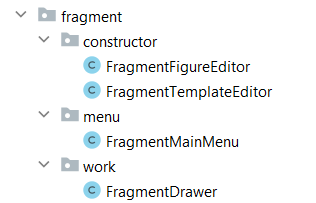 fragment
constructor
C FragmentFigureEditor
C FragmentTemplateEditor
menu
C FragmentMainMenu
work
C FragmentDrawer